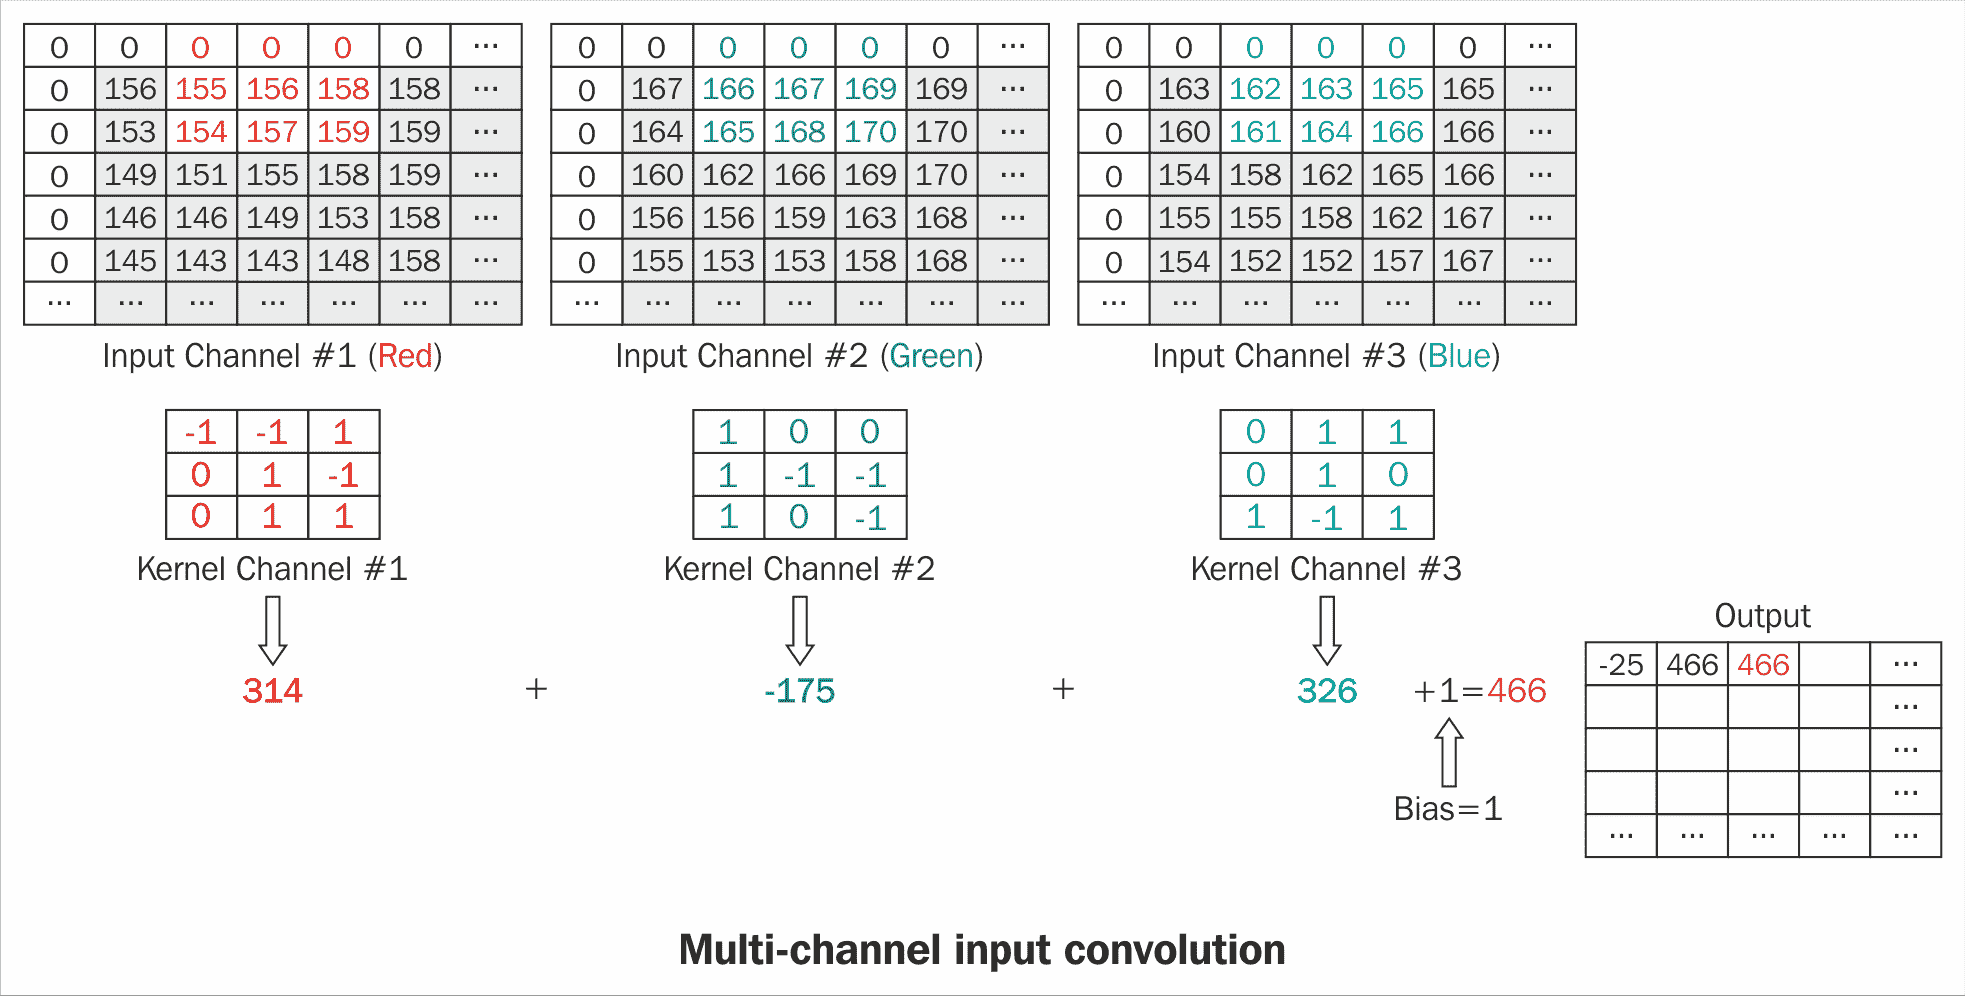 0 0 0 0 0 0 ... 0 0 0 0 0 0 ... 0 0 0 0 0 0 ...
0 156 155 156 158 158 ... 0 167 166 167 169 169 ... 0 163 162 163 165 165 ...
0 153 154 157 159 159 ... 0 164 165 168 170 170 ... 0 160 161 164 166 166 ...
0 149 151 155 158 159 ... 0 160 162 166 169 170 ... 0 154 158 162 165 166 ...
0 146 146 149 153 158 ... 0 156 156 159 163 168 ... 0 155 155 158 162 167 ...
0 145 143 143 148 158 ... 0 155 153 153 158 168 ... 0 154 152 152 157 167 ...
... ... ... ... ... ... ... ... ... ... ... ... ... ... ... ... ... ... ... ... ...
Input Channel #1 (Red) Input Channel #2 (Green) Input Channel #3 (Blue)
-1 -1 1 1 0 0 0 1 1
0 1 -1 1 -1 -1 0 1 0
0 1 1 1 0 -1 1 -1 1
Kernel Channel #1 Kernel Channel #2 Kernel Channel #3
Output
-25 466 466 ...
314 + -175 + 326 +1=466
...
...
...
Bias=1
... ... ... ... ...
Multi-channel input convolution